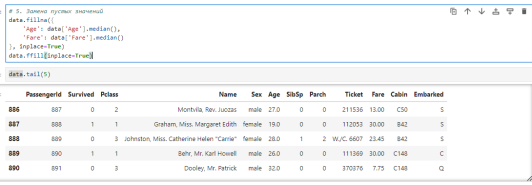 # 5. Замена пустых значений
data.fillna({
'Age': data['Age'].median(),
'Fare': data['Fare'].median()
}, inplace=True)
data.ffill(inplace=True)
data.tail(5)
PassengerId Survived Pclass Name Sex Age SibSp Parch Ticket Fare Cabin Embarked
886 887 0 2 Montvila, Rev. Juozas male 27.0 0 0 211536 13.00 C50 S
887 888 1 1 Graham, Miss. Margaret Edith female 19.0 0 0 112053 30.00 B42 S
888 889 0 3 Johnston, Miss. Catherine Helen "Carrie" female 28.0 1 2 W./C. 6607 23.45 B42 S
889 890 1 1 Behr, Mr. Karl Howell male 26.0 0 0 111369 30.00 C148 C
890 891 0 3 Dooley, Mr. Patrick male 32.0 0 0 370376 7.75 C148 Q